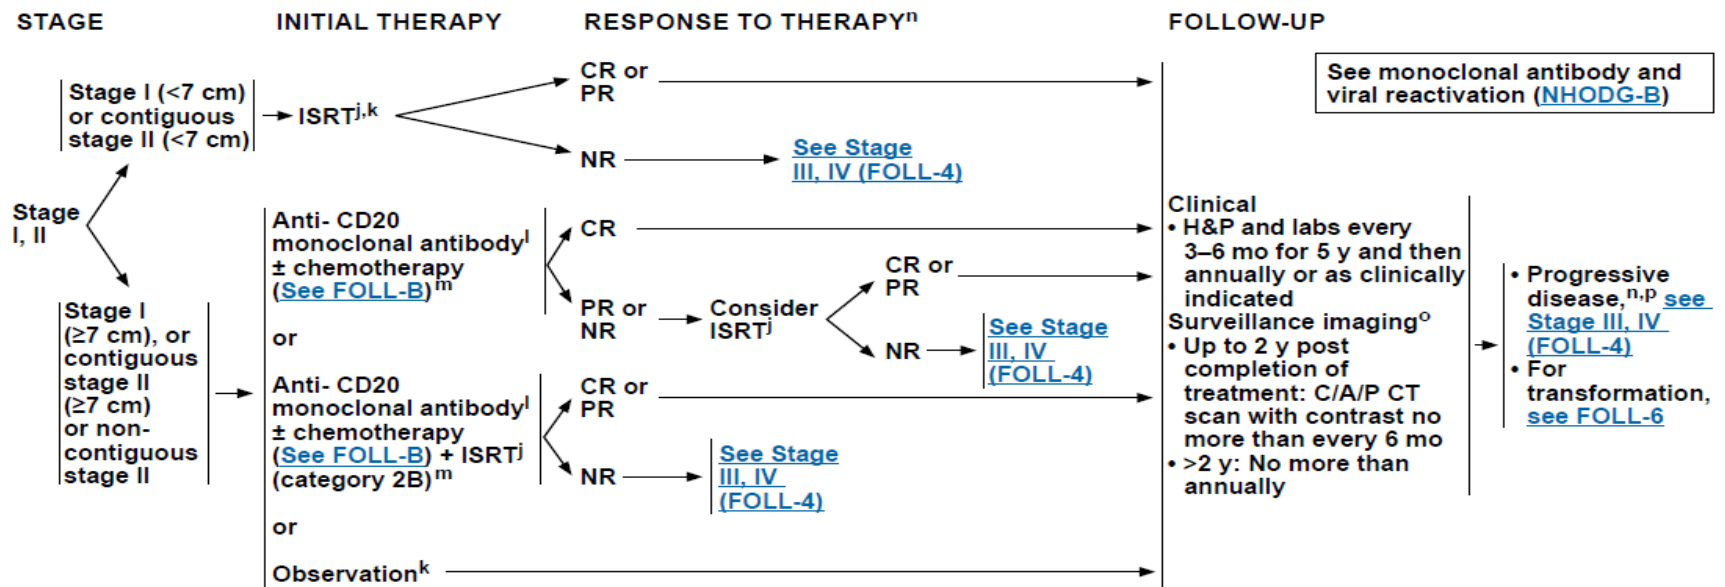 STAGE
INITIAL THERAPY
RESPONSE TO THERAPYⁿ
FOLLOW-UP
Stage
I, II
Stage I (<7 cm)
or contiguous
stage II (<7 cm)
ISRTʲ,ᵏ
CR or
PR
NR
See Stage
III, IV (FOLL-4)
Stage I
(≥7 cm), or
contiguous
stage II
(≥7 cm)
or non-
contiguous
stage II
Anti- CD20
monoclonal antibodyˡ
± chemotherapy
(See FOLL-B)ᵐ
or
Anti- CD20
monoclonal antibodyˡ
± chemotherapy
(See FOLL-B) + ISRTʲ
(category 2B)ᵐ
or
Observationᵏ
CR
PR or
NR
Consider
ISRTʲ
CR or
PR
NR
See Stage
III, IV
(FOLL-4)
CR or
PR
NR
See Stage
III, IV
(FOLL-4)
See monoclonal antibody and
viral reactivation (NHODG-B)
Clinical
• H&P and labs every
3–6 mo for 5 y and then
annually or as clinically
indicated
Surveillance imagingᵒ
• Up to 2 y post
completion of
treatment: C/A/P CT
scan with contrast no
more than every 6 mo
• >2 y: No more than
annually
• Progressive
disease,ⁿ,ᵖ see
Stage III, IV
(FOLL-4)
• For
transformation,
see FOLL-6